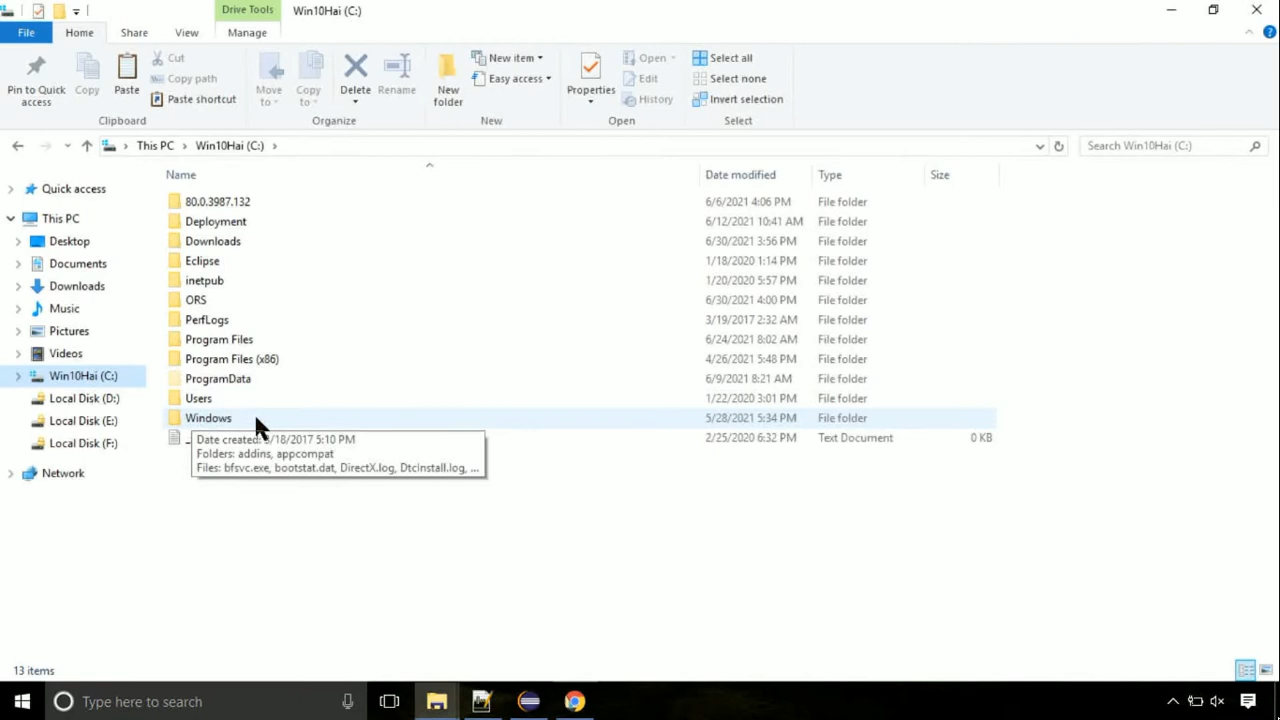 Drive Tools Win10Hai (C:)
File Home Share View Manage
Pin to Quick access
Copy
Paste
Cut
Copy path
Paste shortcut
Clipboard
Move to
Copy to
Delete
Rename
Organize
New folder
New item
Easy access
New
Properties
Open
Edit
History
Open
Select all
Select none
Invert selection
Select
This PC Win10Hai (C:)
Search Win10Hai (C:)
Quick access
This PC
Desktop
Documents
Downloads
Music
Pictures
Videos
Win10Hai (C:)
Local Disk (D:)
Local Disk (E:)
Local Disk (F:)
Network
Name Date modified Type Size
80.0.3987.132 6/6/2021 4:06 PM File folder
Deployment 6/12/2021 10:41 AM File folder
Downloads 6/30/2021 3:56 PM File folder
Eclipse 1/18/2020 1:14 PM File folder
inetpub 1/20/2020 5:57 PM File folder
ORS 6/30/2021 4:00 PM File folder
PerfLogs 3/19/2017 2:32 AM File folder
Program Files 6/24/2021 8:02 AM File folder
Program Files (x86) 4/26/2021 5:48 PM File folder
ProgramData 6/9/2021 8:21 AM File folder
Users 1/22/2020 3:01 PM File folder
Windows 5/28/2021 5:34 PM File folder
2/25/2020 6:32 PM Text Document 0 KB
Date created: /18/2017 5:10 PM
Folders: addins, appcompat
Files: bfsvc.exe, bootstat.dat, DirectX.log, DtcInstall.log, ...
13 items
Type here to search